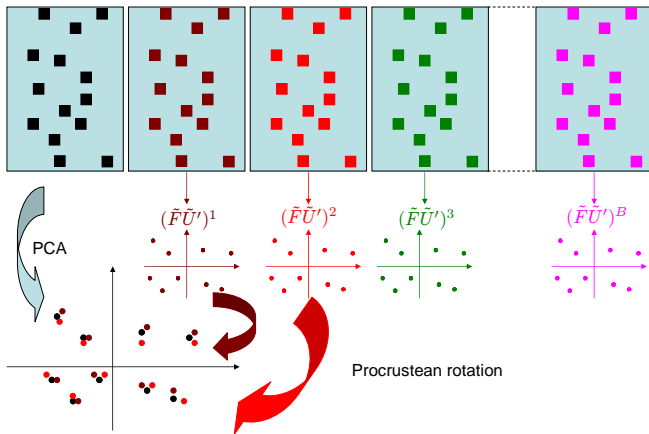 (F̃Ũ′)¹ (F̃Ũ′)² (F̃Ũ′)³ (F̃Ũ′)ᴮ
PCA
Procrustean rotation